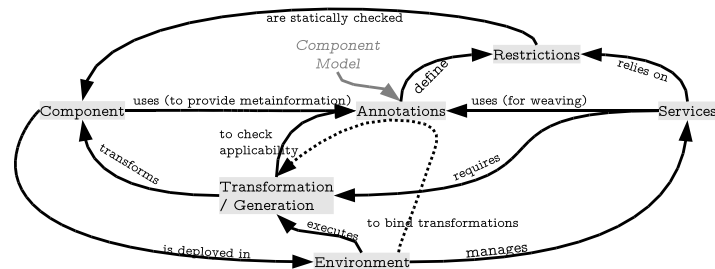 are statically checked
Component
Model
Restrictions
define
relies on
Component
uses (to provide metainformation)
Annotations
uses (for weaving)
Services
to check
applicability
transforms
requires
Transformation
/ Generation
executes
to bind transformations
is deployed in
Environment
manages